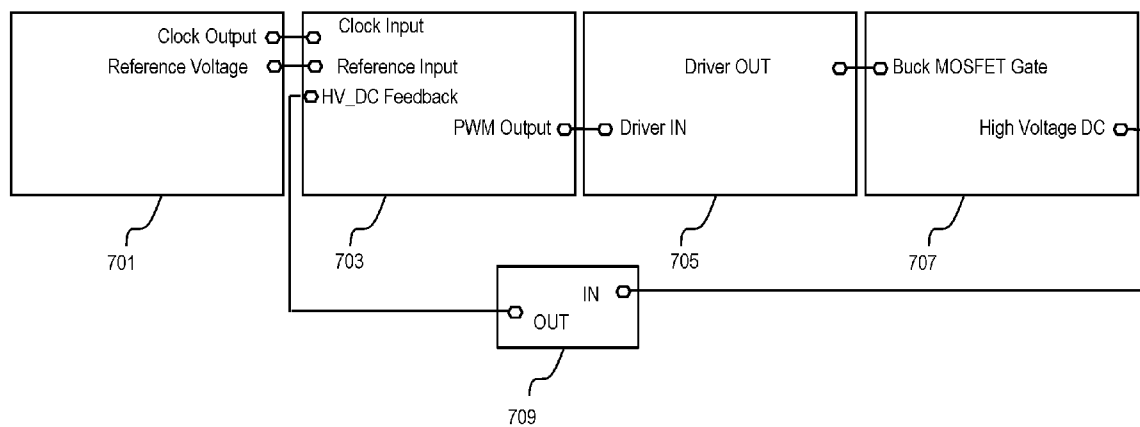 Clock Output
Reference Voltage
Clock Input
Reference Input
HV_DC Feedback
PWM Output
Driver OUT
Driver IN
Buck MOSFET Gate
High Voltage DC
701
703
705
707
IN
OUT
709